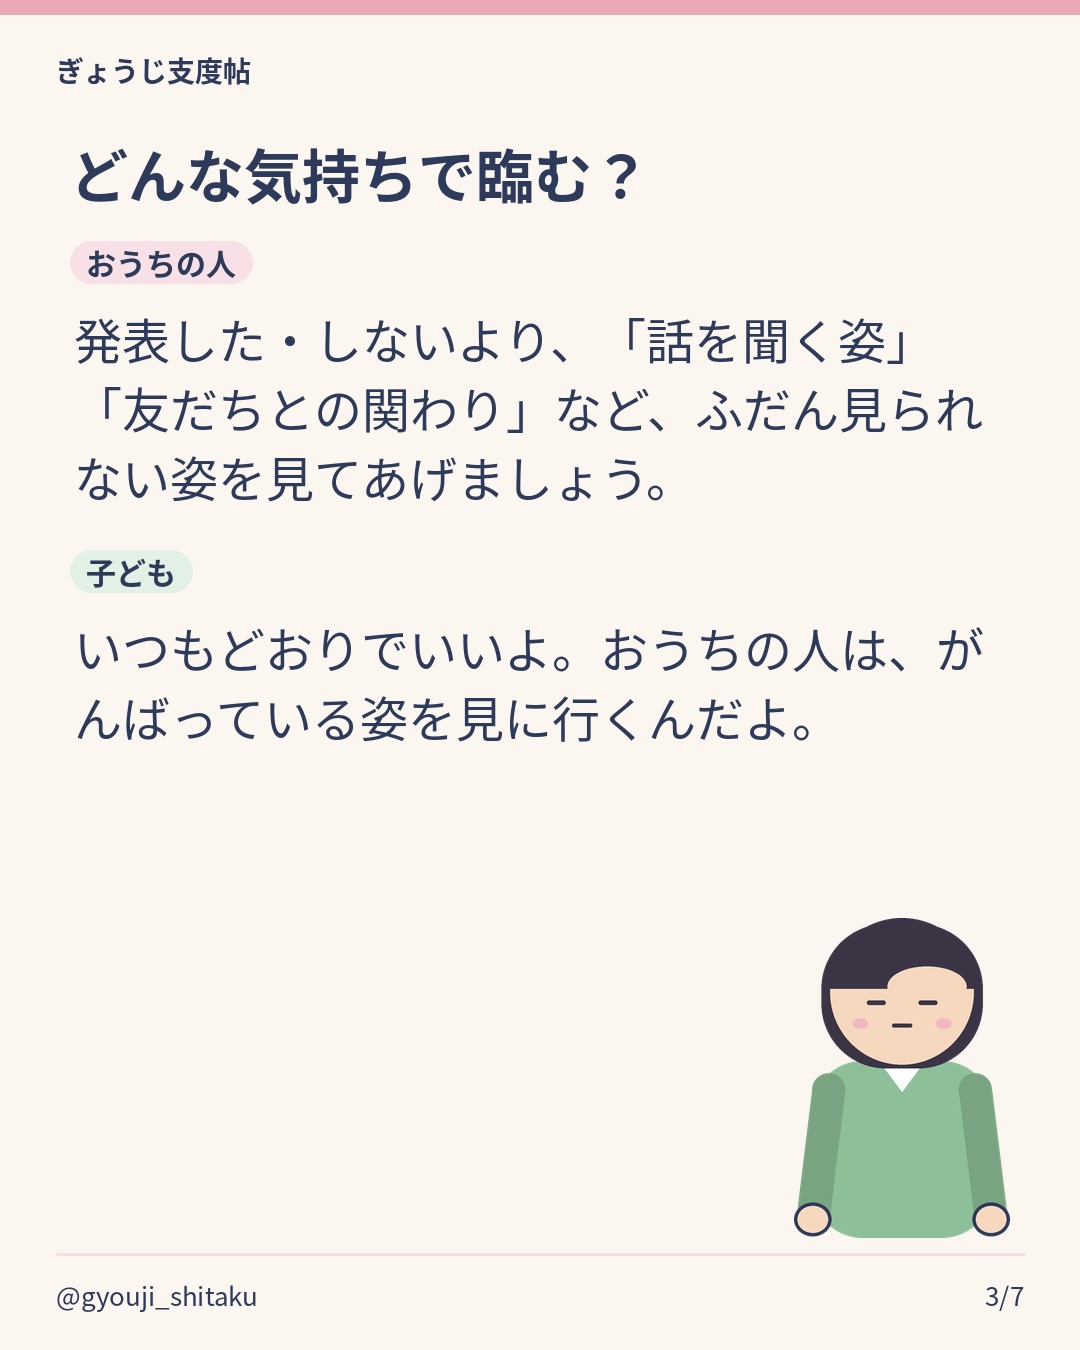 ぎょうじ支度帖
どんな気持ちで臨む？
おうちの人
発表した・しないより、「話を聞く姿」
「友だちとの関わり」など、ふだん見られ
ない姿を見てあげましょう。
子ども
いつもどおりでいいよ。おうちの人は、が
んばっている姿を見に行くんだよ。
@gyouji_shitaku
3/7